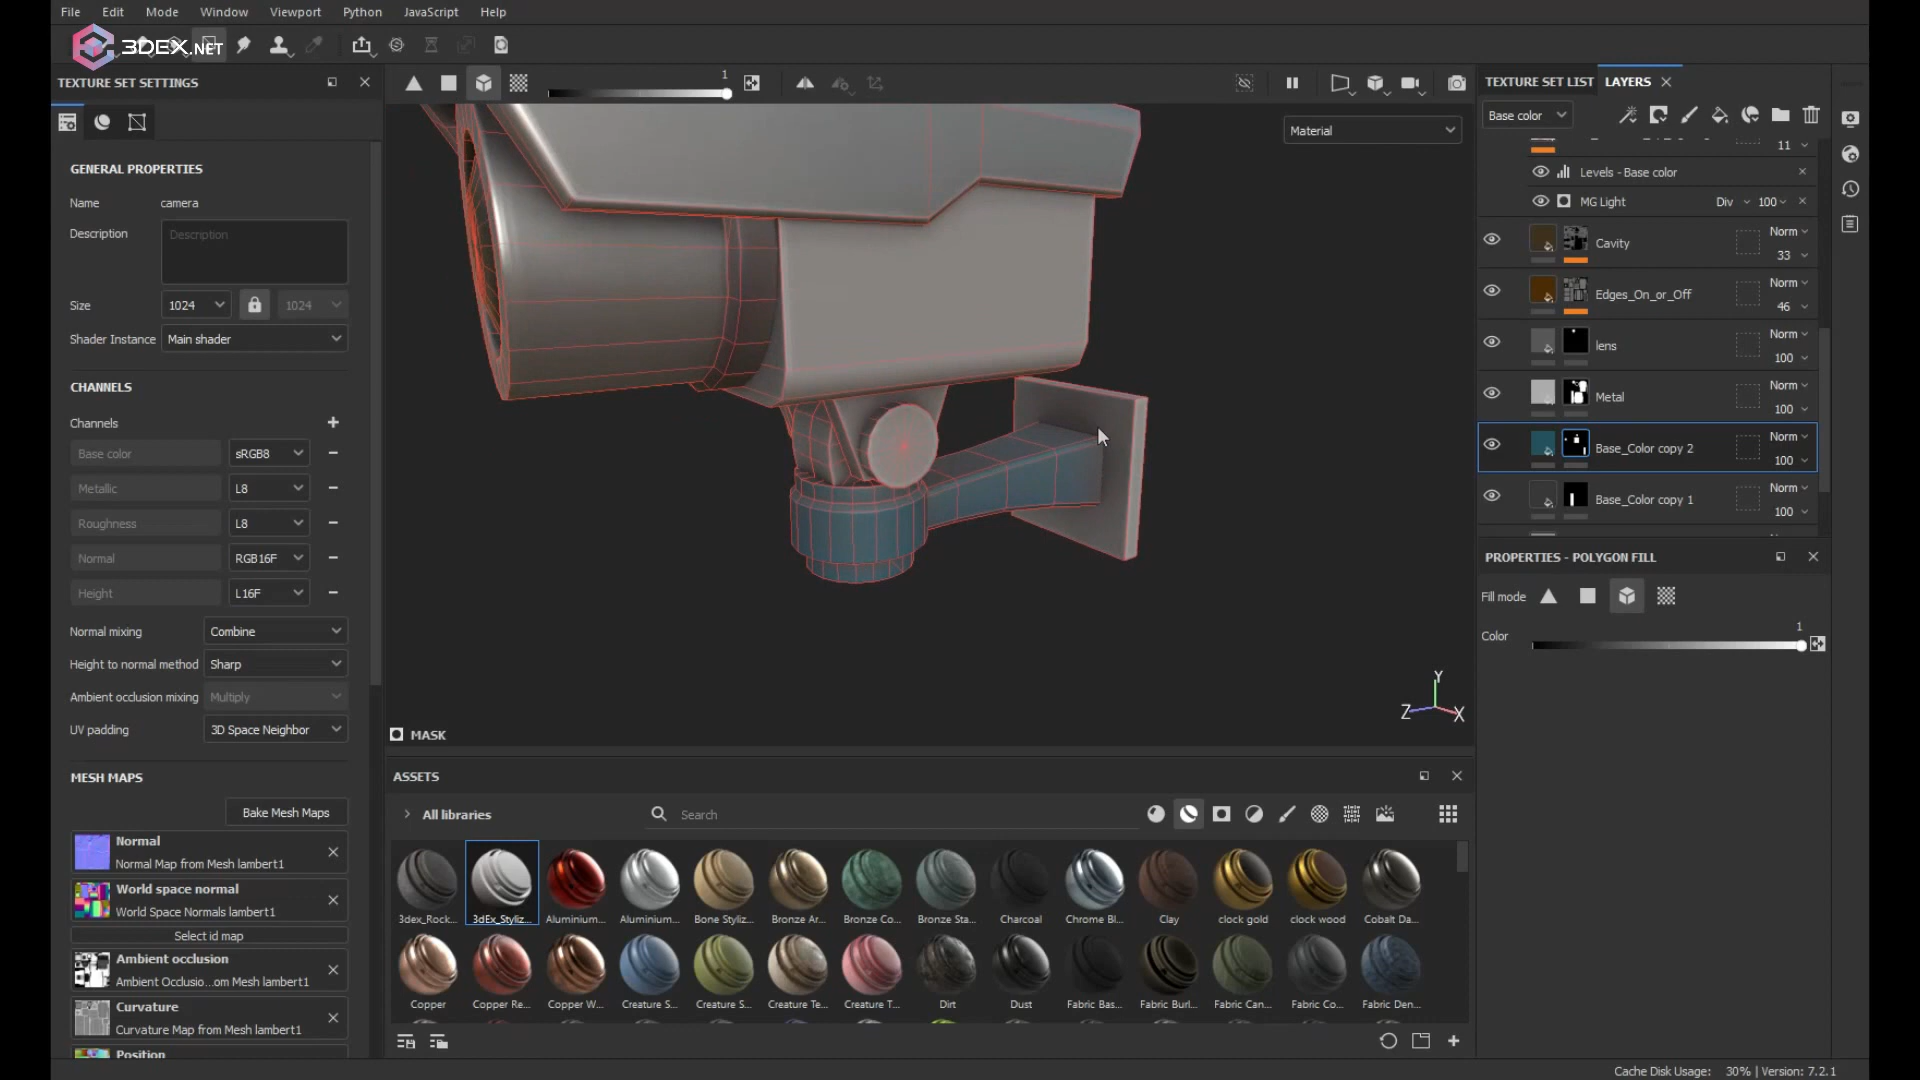 File Edit Mode Window Viewport Python JavaScript Help
3DEX.NET
TEXTURE SET SETTINGS
GENERAL PROPERTIES
Name camera
Description Description
Size 1024 1024
Shader Instance Main shader
CHANNELS
Channels
Base color sRGB8
Metallic L8
Roughness L8
Normal RGB16F
Height L16F
Normal mixing Combine
Height to normal method Sharp
Ambient occlusion mixing Multiply
UV padding 3D Space Neighbor
MESH MAPS
Bake Mesh Maps
Normal
Normal Map from Mesh lambert1
World space normal
World Space Normals lambert1
Select id map
Ambient occlusion
Ambient Occlusio...om Mesh lambert1
Curvature
Curvature Map from Mesh lambert1
Position
1
Material
Y
Z X
MASK
ASSETS
All libraries
Search
3dex_Rock... 3dEx_Styliz... Aluminium... Aluminium... Bone Styliz... Bronze Ar... Bronze Co... Bronze Sta... Charcoal Chrome Bl... Clay clock gold clock wood Cobalt Da...
Copper Copper Re... Copper W... Creature S... Creature S... Creature Te... Creature T... Dirt Dust Fabric Bas... Fabric Burl... Fabric Can... Fabric Co... Fabric Den...
TEXTURE SET LIST LAYERS
Base color
11
Levels - Base color
MG Light Div 100
Cavity Norm 33
Edges_On_or_Off Norm 46
lens Norm 100
Metal Norm 100
Base_Color copy 2 Norm 100
Base_Color copy 1 Norm 100
PROPERTIES - POLYGON FILL
Fill mode
Color 1
Cache Disk Usage: 30% | Version: 7.2.1